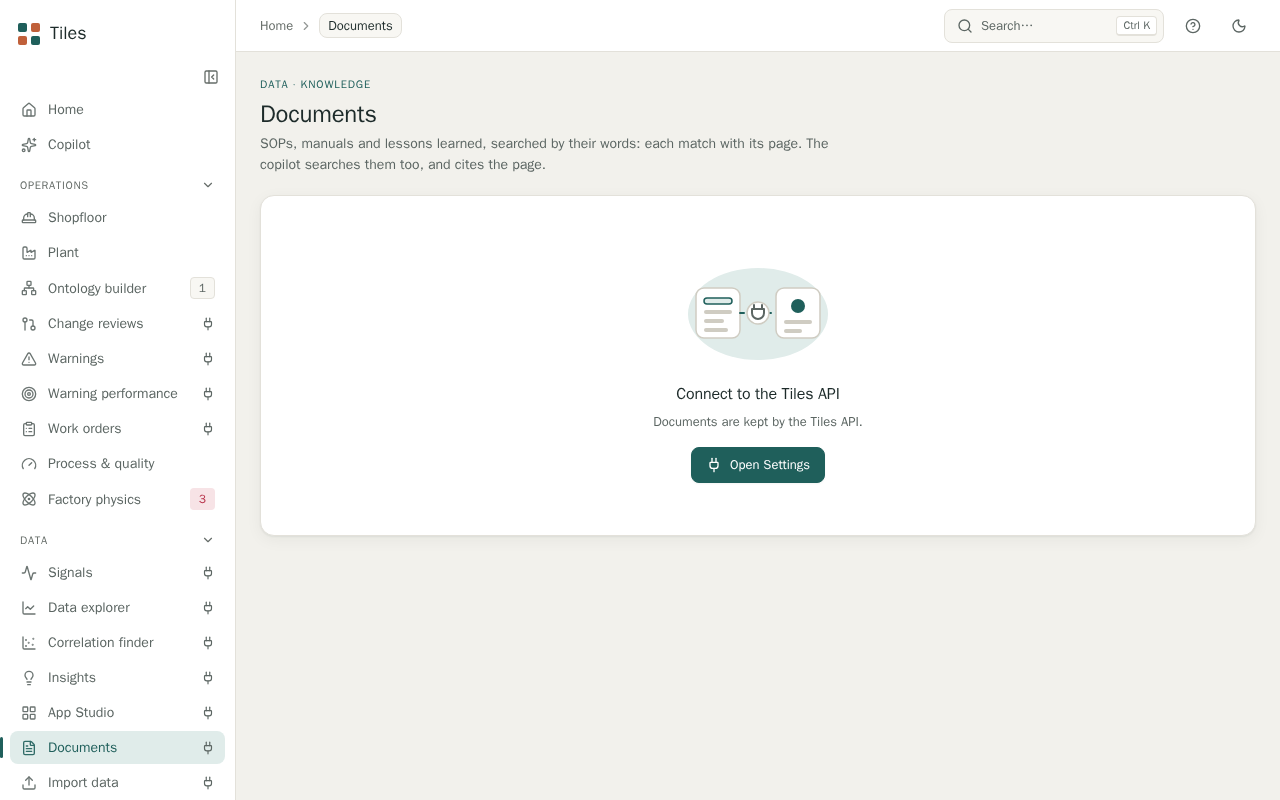 Tiles
Home
Copilot
OPERATIONS
Shopfloor
Plant
Ontology builder 1
Change reviews
Warnings
Warning performance
Work orders
Process & quality
Factory physics 3
DATA
Signals
Data explorer
Correlation finder
Insights
App Studio
Documents
Import data
Home Documents
Search⋯ Ctrl K
DATA · KNOWLEDGE
Documents
SOPs, manuals and lessons learned, searched by their words: each match with its page. The
copilot searches them too, and cites the page.
Connect to the Tiles API
Documents are kept by the Tiles API.
Open Settings